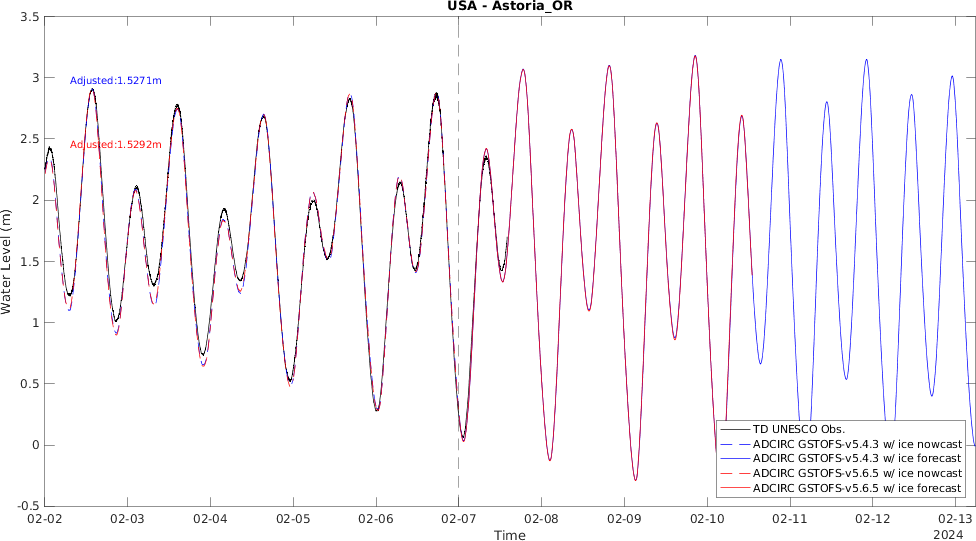 USA - Astoria_OR
3.5
3
2.5
2
1.5
1
0.5
0
-0.5
Water Level (m)
Adjusted:1.5271m
Adjusted:1.5292m
TD UNESCO Obs.
ADCIRC GSTOFS-v5.4.3 w/ ice nowcast
ADCIRC GSTOFS-v5.4.3 w/ ice forecast
ADCIRC GSTOFS-v5.6.5 w/ ice nowcast
ADCIRC GSTOFS-v5.6.5 w/ ice forecast
02-02 02-03 02-04 02-05 02-06 02-07 02-08 02-09 02-10 02-11 02-12 02-13
Time
2024